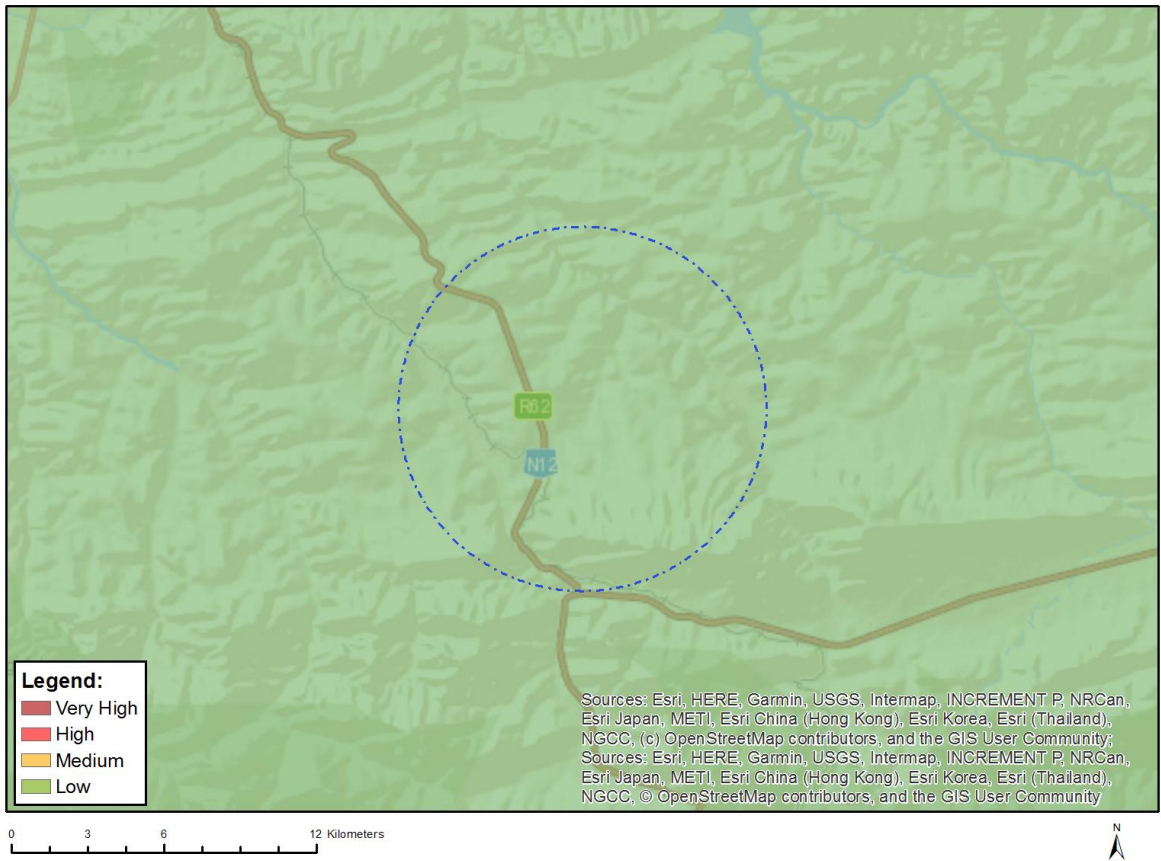 R62
N12
Legend:
Very High
High
Medium
Low
Sources: Esri, HERE, Garmin, USGS, Intermap, INCREMENT P, NRCan,
Esri Japan, METI, Esri China (Hong Kong), Esri Korea, Esri (Thailand),
NGCC, (c) OpenStreetMap contributors, and the GIS User Community;
Sources: Esri, HERE, Garmin, USGS, Intermap, INCREMENT P, NRCan,
Esri Japan, METI, Esri China (Hong Kong), Esri Korea, Esri (Thailand),
NGCC, © OpenStreetMap contributors, and the GIS User Community
0 3 6 12 Kilometers
N